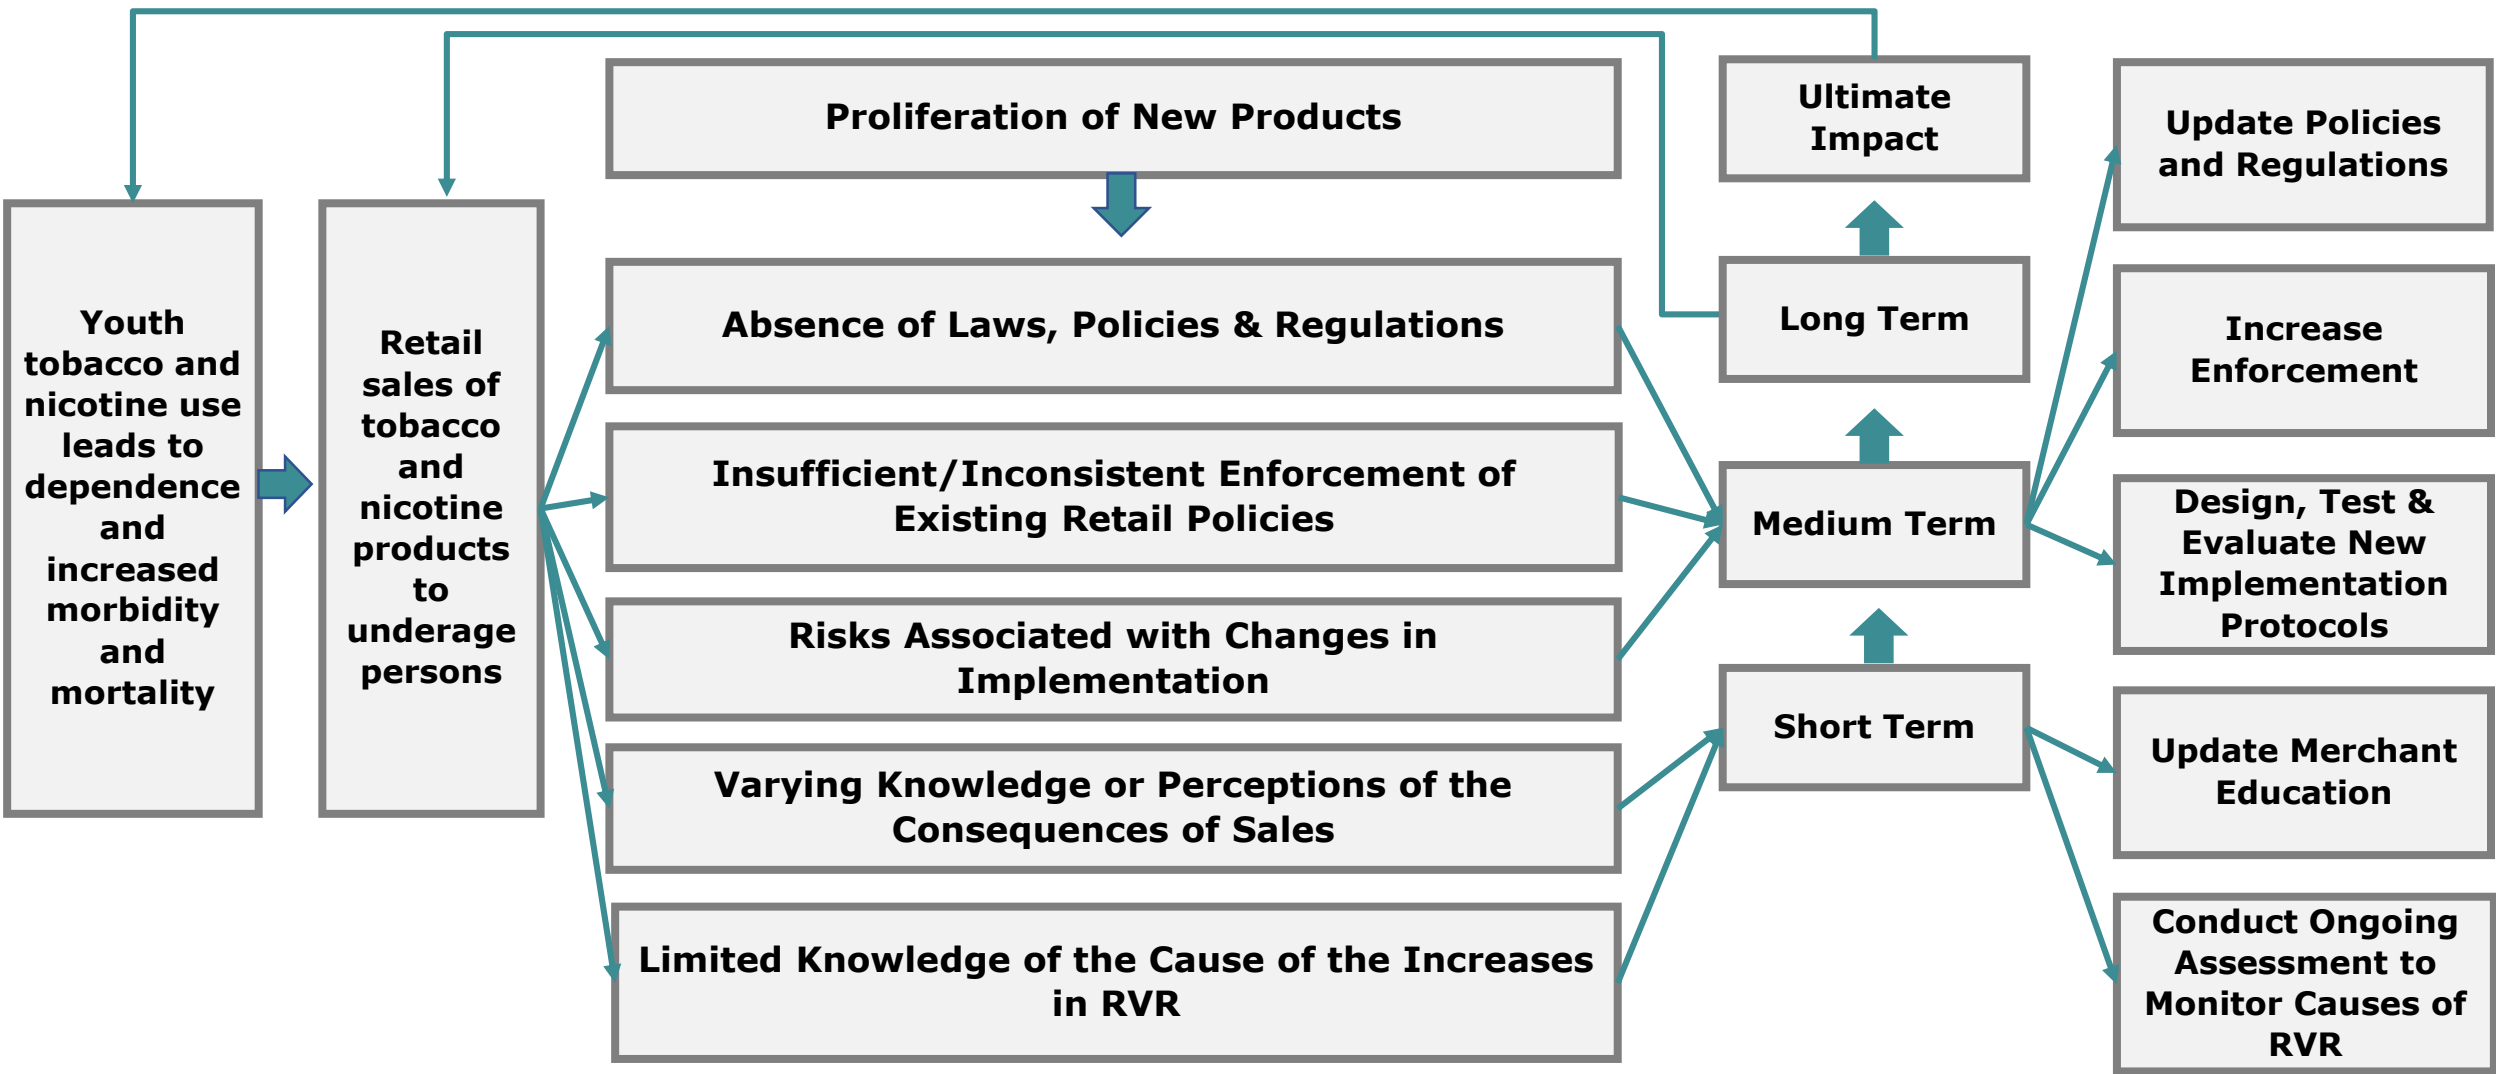 Youth
tobacco and
nicotine use
leads to
dependence
and
increased
morbidity
and
mortality
Retail
sales of
tobacco
and
nicotine
products
to
underage
persons
Proliferation of New Products
Absence of Laws, Policies & Regulations
Insufficient/Inconsistent Enforcement of
Existing Retail Policies
Risks Associated with Changes in
Implementation
Varying Knowledge or Perceptions of the
Consequences of Sales
Limited Knowledge of the Cause of the Increases
in RVR
Ultimate
Impact
Long Term
Medium Term
Short Term
Update Policies
and Regulations
Increase
Enforcement
Design, Test &
Evaluate New
Implementation
Protocols
Update Merchant
Education
Conduct Ongoing
Assessment to
Monitor Causes of
RVR